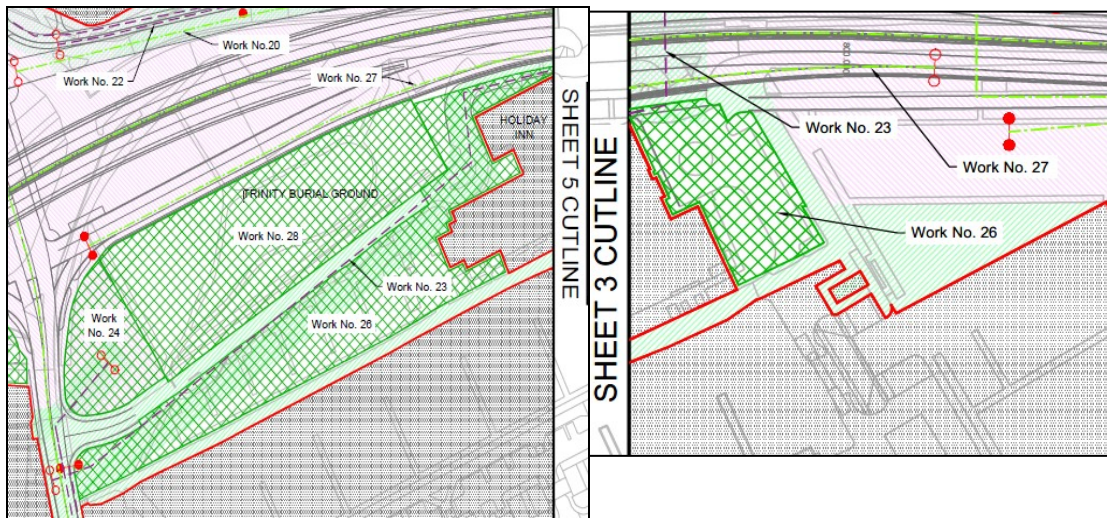 Work No.20
Work No. 22
Work No. 27
HOLIDAY
INN
TRINITY BURIAL GROUND
Work No. 28
Work No. 23
Work
No. 24
Work No. 26
SHEET 5 CUTLINE
Work No. 23
Work No. 27
Work No. 26
SHEET 3 CUTLINE